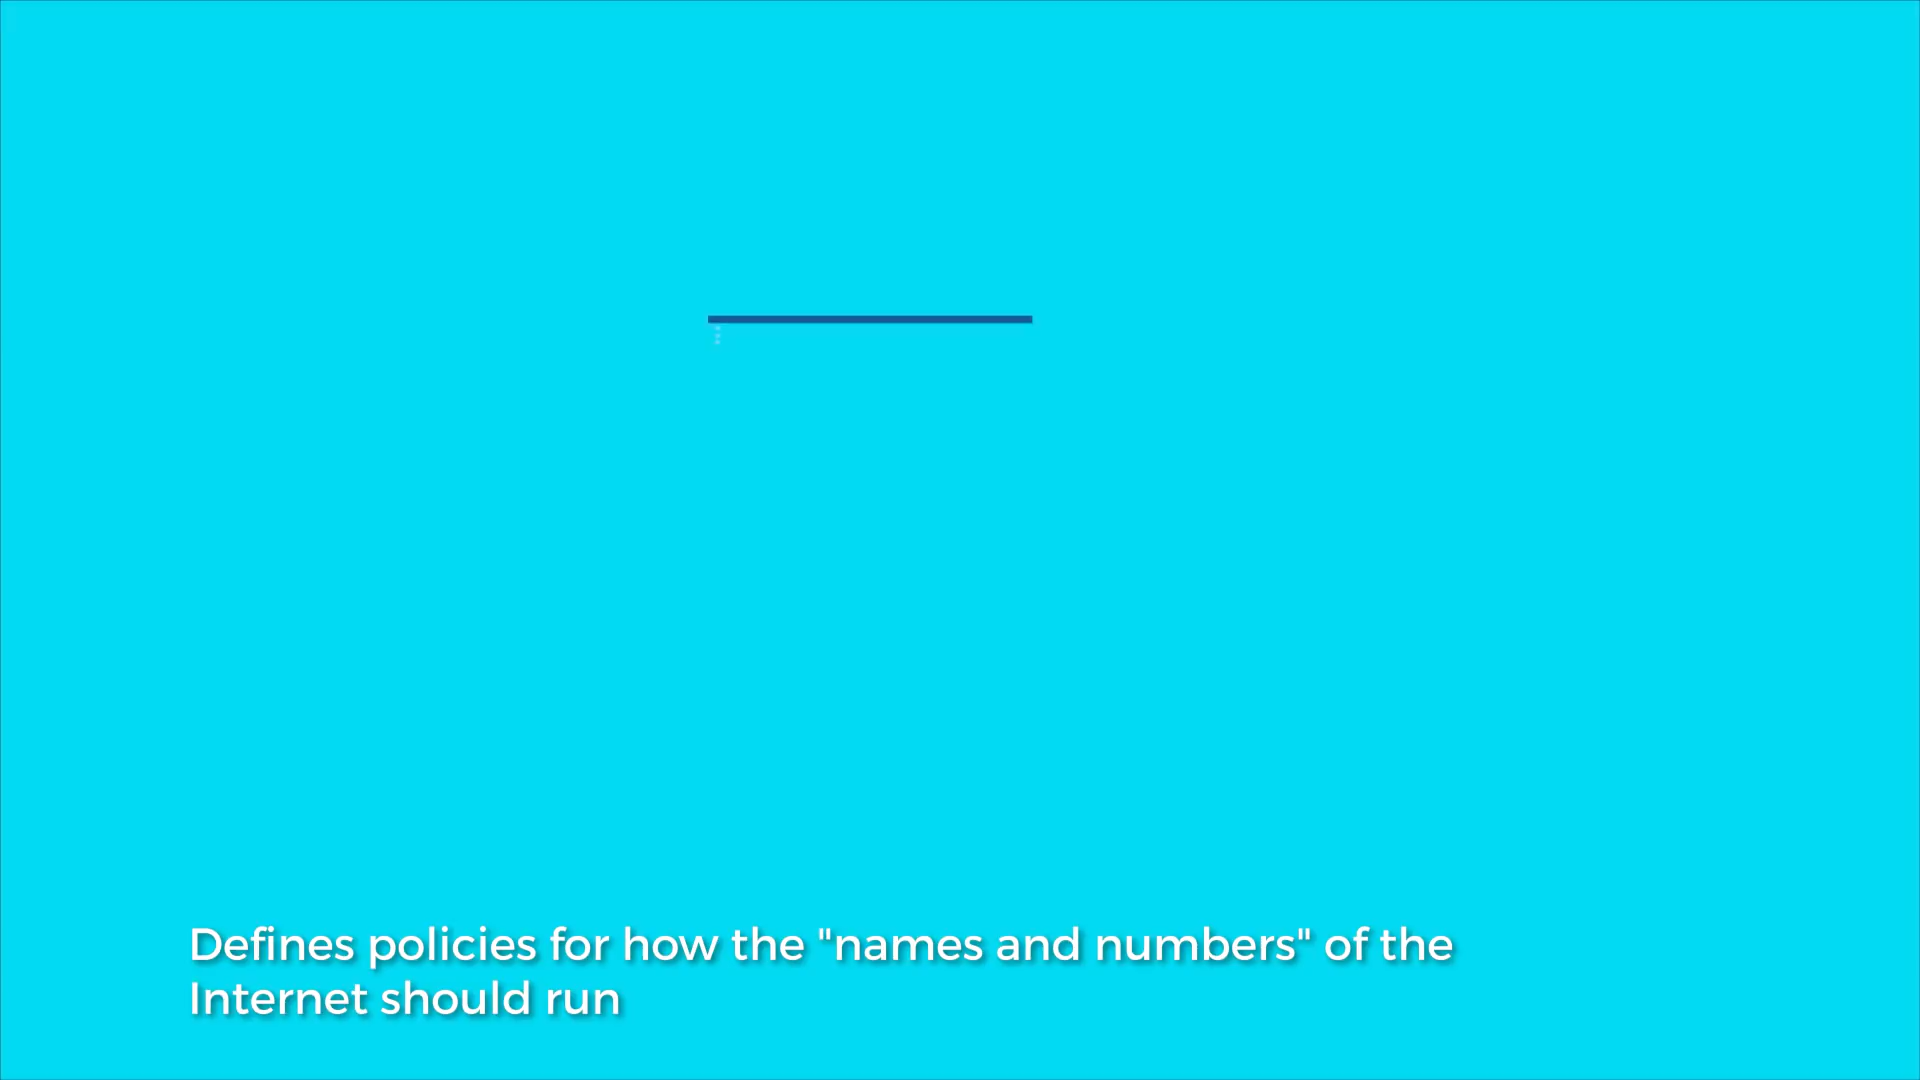 Defines policies for how the "names and numbers" of the
Internet should run